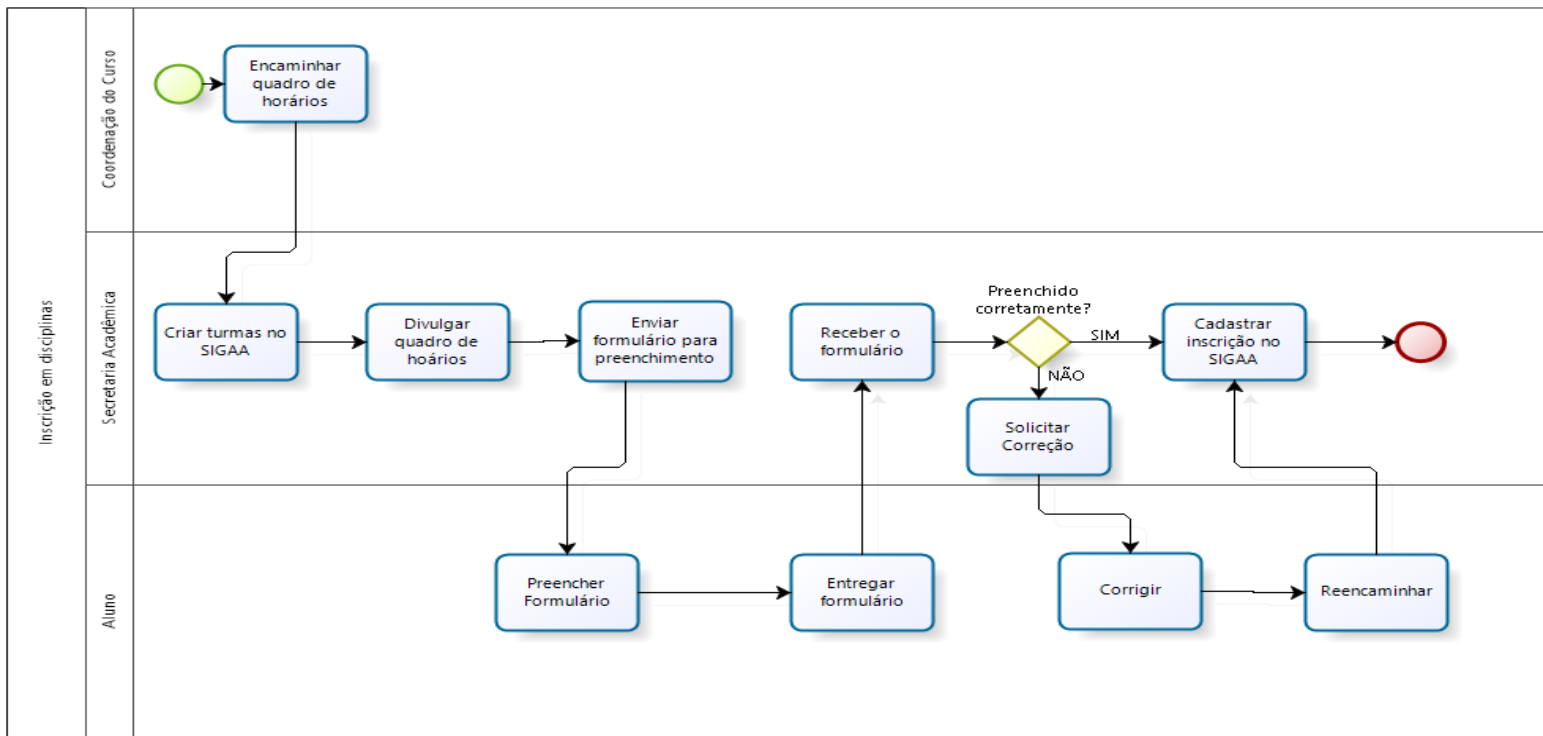 Inscrição em disciplinas
Coordenação do Curso
Encaminhar
quadro de
horários
Secretaria Acadêmica
Criar turmas no
SIGAA
Divulgar
quadro de
hoários
Enviar
formulário para
preenchimento
Receber o
formulário
Preenchido
corretamente?
SIM
NÃO
Solicitar
Correção
Cadastrar
inscrição no
SIGAA
Aluno
Preencher
Formulário
Entregar
formulário
Corrigir
Reencaminhar